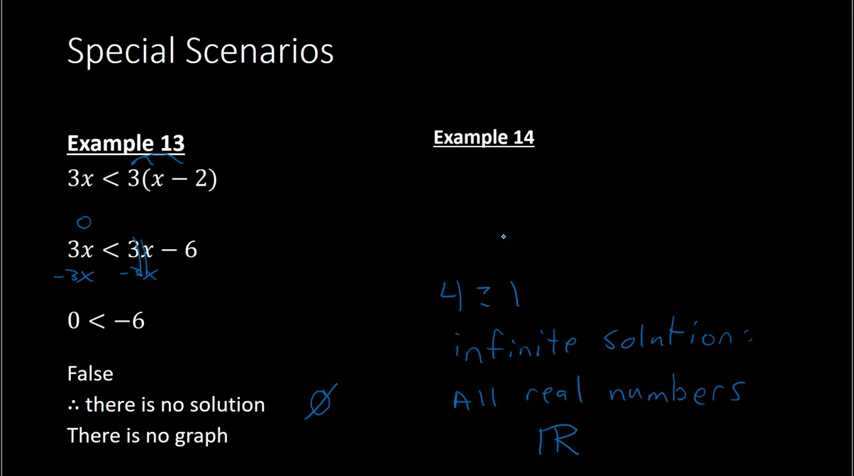 Special Scenarios
Example 13
3x < 3(x − 2)
0
3x < 3x − 6
−3x −3x
0 < −6
False
∴ there is no solution ∅
There is no graph
Example 14
4 ≥ 1
infinite solution:
All real numbers
ℝ